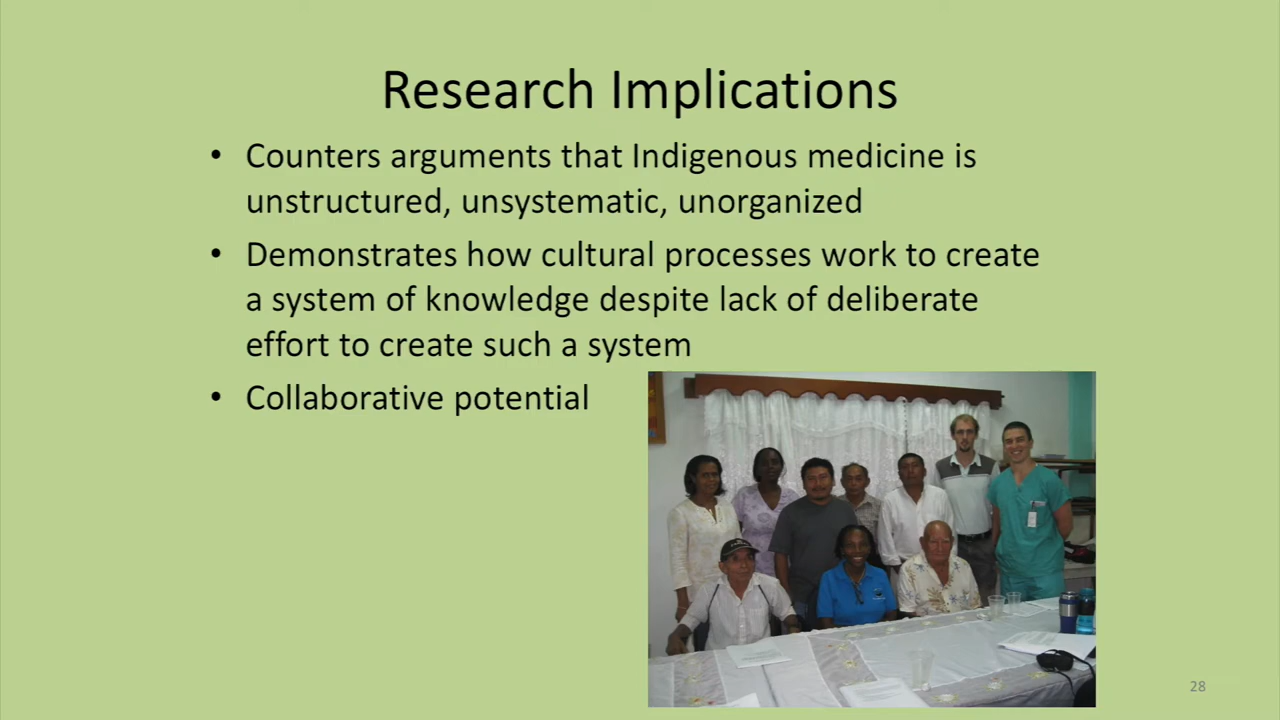 Research Implications
• Counters arguments that Indigenous medicine is
unstructured, unsystematic, unorganized
• Demonstrates how cultural processes work to create
a system of knowledge despite lack of deliberate
effort to create such a system
• Collaborative potential
28